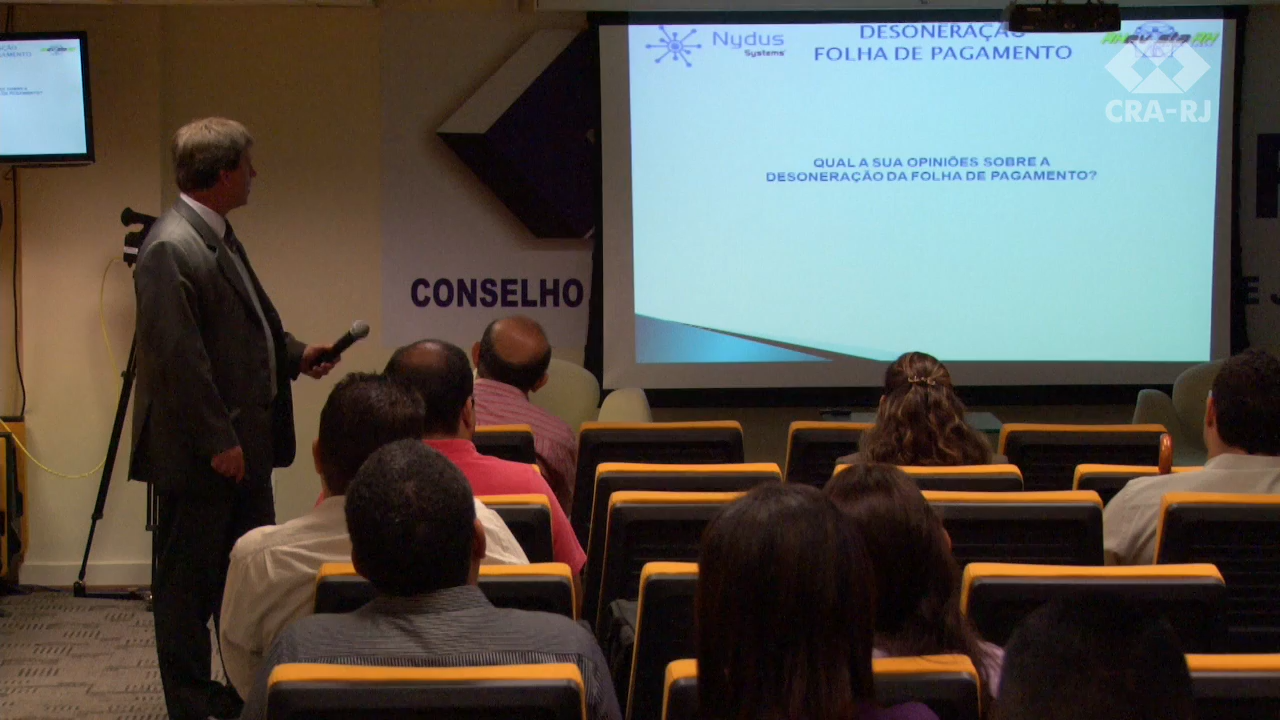 DESONERAÇÃO
FOLHA DE PAGAMENTO
Nydus
Systems
CRA-RJ
QUAL A SUA OPINIÕES SOBRE A
DESONERAÇÃO DA FOLHA DE PAGAMENTO?
CONSELHO
E J